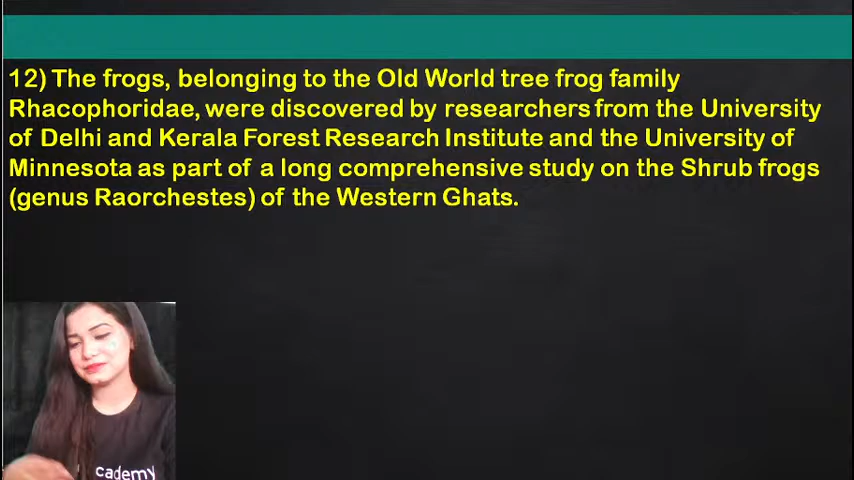 12) The frogs, belonging to the Old World tree frog family
Rhacophoridae, were discovered by researchers from the University
of Delhi and Kerala Forest Research Institute and the University of
Minnesota as part of a long comprehensive study on the Shrub frogs
(genus Raorchestes) of the Western Ghats.
cademy